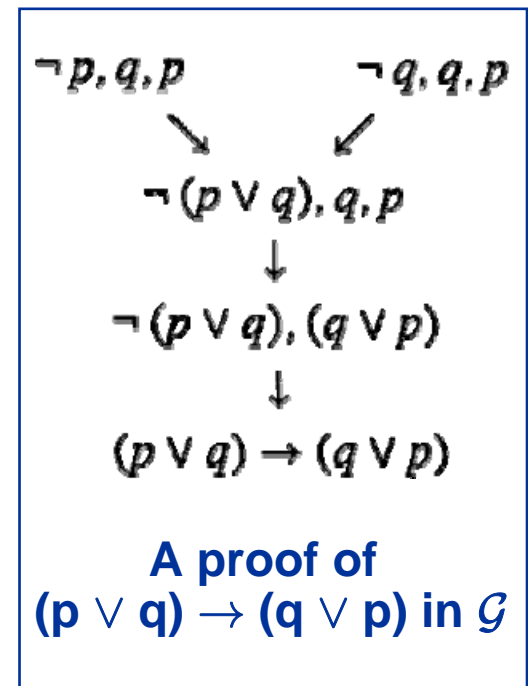 ¬ p, q, p ¬ q, q, p
↘ ↙
¬ (p ∨ q), q, p
↓
¬ (p ∨ q), (q ∨ p)
↓
(p ∨ q) → (q ∨ p)
A proof of
(p ∨ q) → (q ∨ p) in 𝒢